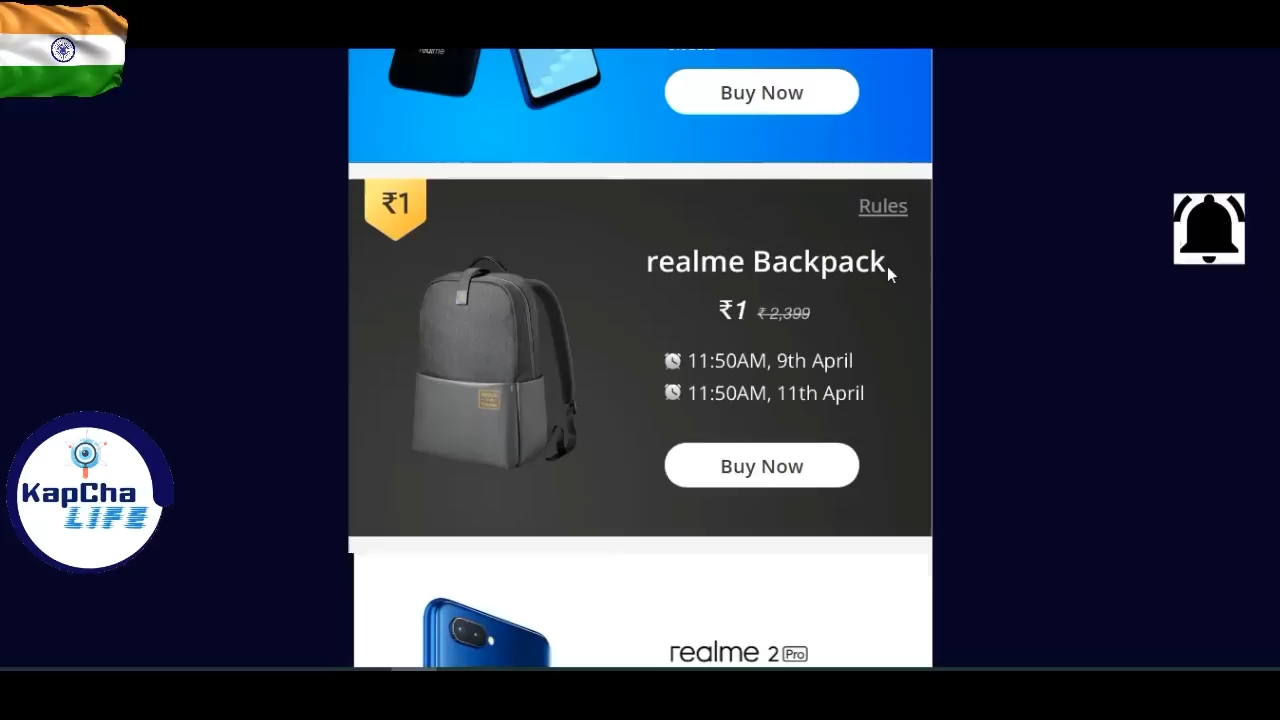 realme
Buy Now
₹1
Rules
realme Backpack
₹1 ₹ 2,399
11:50AM, 9th April
11:50AM, 11th April
Buy Now
KapCha
LIFE
realme 2 Pro